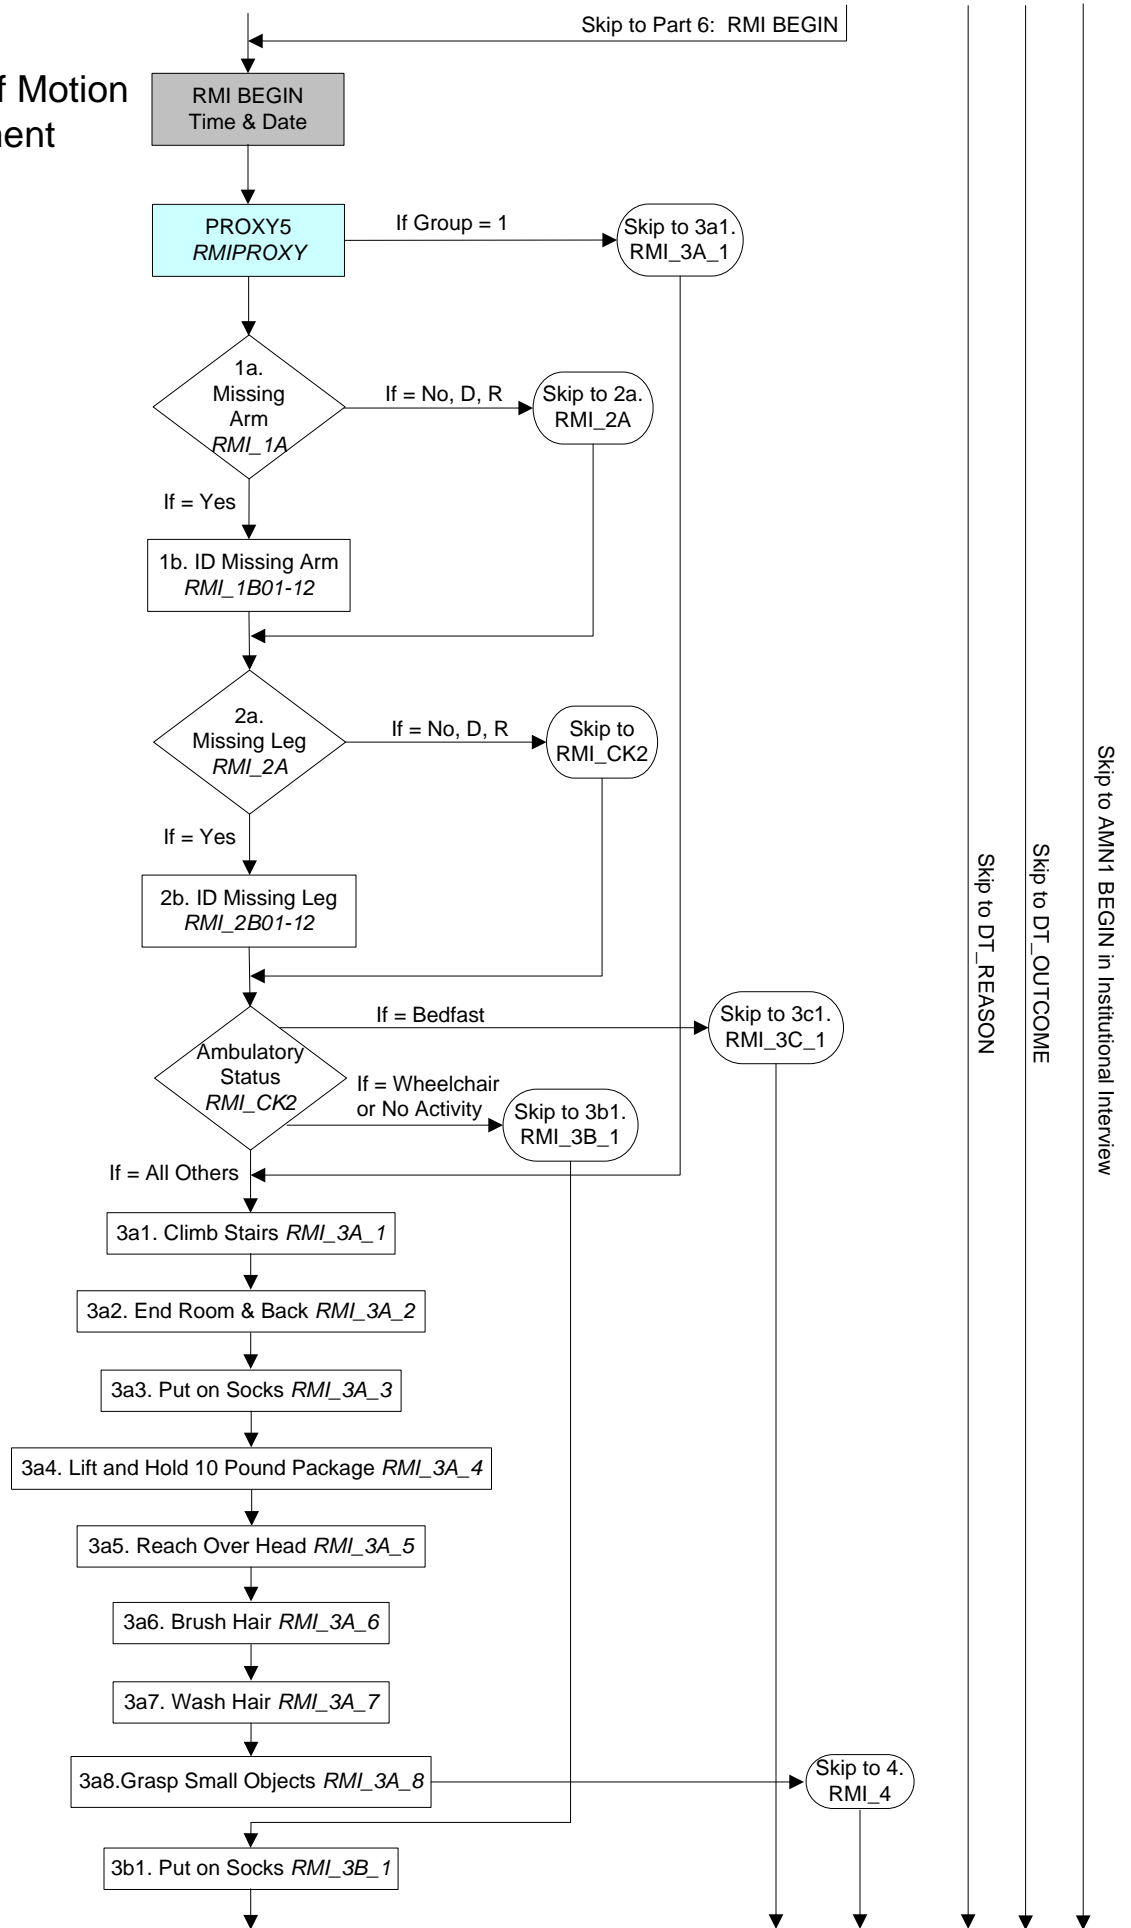 Skip to Part 6: RMI BEGIN
f Motion
ent
RMI BEGIN
Time & Date
PROXY5
RMIPROXY
If Group = 1
Skip to 3a1.
RMI_3A_1
1a.
Missing
Arm
RMI_1A
If = No, D, R
Skip to 2a.
RMI_2A
If = Yes
1b. ID Missing Arm
RMI_1B01-12
2a.
Missing Leg
RMI_2A
If = No, D, R
Skip to
RMI_CK2
If = Yes
2b. ID Missing Leg
RMI_2B01-12
Ambulatory
Status
RMI_CK2
If = Bedfast
Skip to 3c1.
RMI_3C_1
If = Wheelchair
or No Activity
Skip to 3b1.
RMI_3B_1
If = All Others
3a1. Climb Stairs RMI_3A_1
3a2. End Room & Back RMI_3A_2
3a3. Put on Socks RMI_3A_3
3a4. Lift and Hold 10 Pound Package RMI_3A_4
3a5. Reach Over Head RMI_3A_5
3a6. Brush Hair RMI_3A_6
3a7. Wash Hair RMI_3A_7
3a8.Grasp Small Objects RMI_3A_8
Skip to 4.
RMI_4
3b1. Put on Socks RMI_3B_1
Skip to DT_REASON
Skip to DT_OUTCOME
Skip to AMN1 BEGIN in Institutional Interview